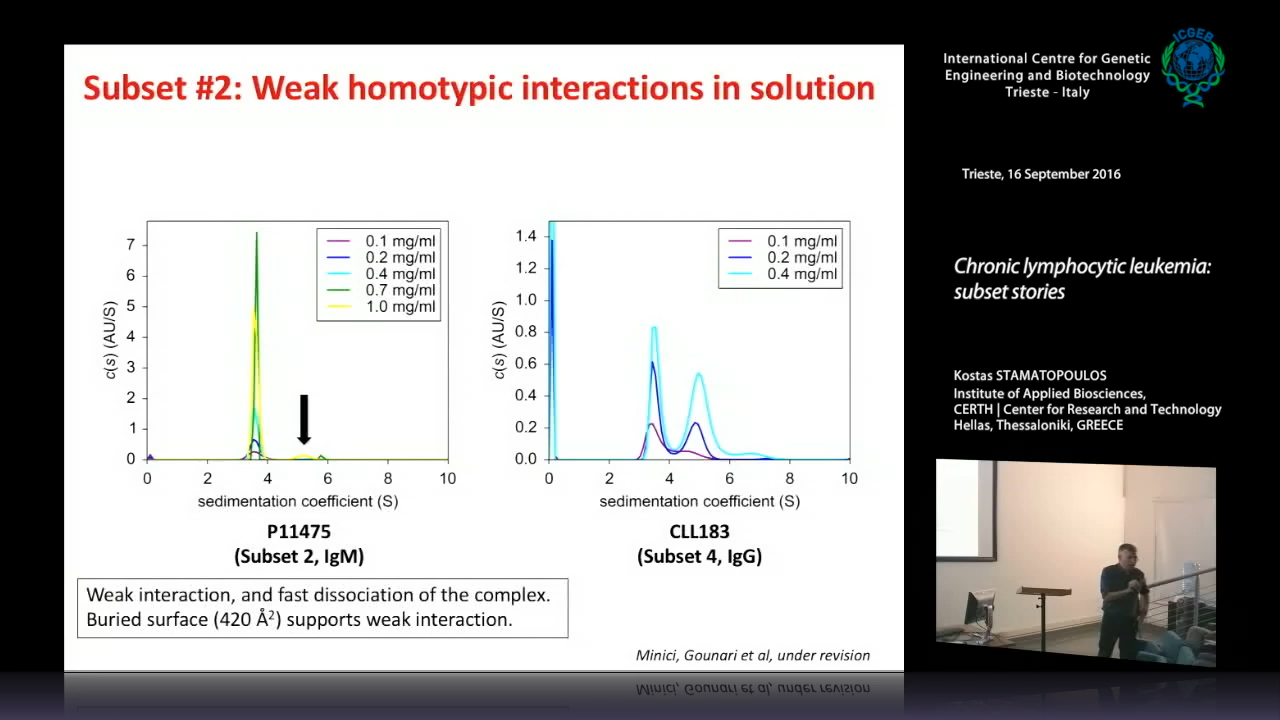 Subset #2: Weak homotypic interactions in solution
c(s) (AU/S)
7
6
5
4
3
2
1
0
0.1 mg/ml
0.2 mg/ml
0.4 mg/ml
0.7 mg/ml
1.0 mg/ml
0 2 4 6 8 10
sedimentation coefficient (S)
P11475
(Subset 2, IgM)
c(s) (AU/S)
1.4
1.2
1.0
0.8
0.6
0.4
0.2
0.0
0.1 mg/ml
0.2 mg/ml
0.4 mg/ml
0 2 4 6 8 10
sedimentation coefficient (S)
CLL183
(Subset 4, IgG)
Weak interaction, and fast dissociation of the complex.
Buried surface (420 Å²) supports weak interaction.
Minici, Gounari et al, under revision
International Centre for Genetic
Engineering and Biotechnology
Trieste - Italy
ICGEB
Trieste, 16 September 2016
Chronic lymphocytic leukemia:
subset stories
Kostas STAMATOPOULOS
Institute of Applied Biosciences,
CERTH | Center for Research and Technology
Hellas, Thessaloniki, GREECE